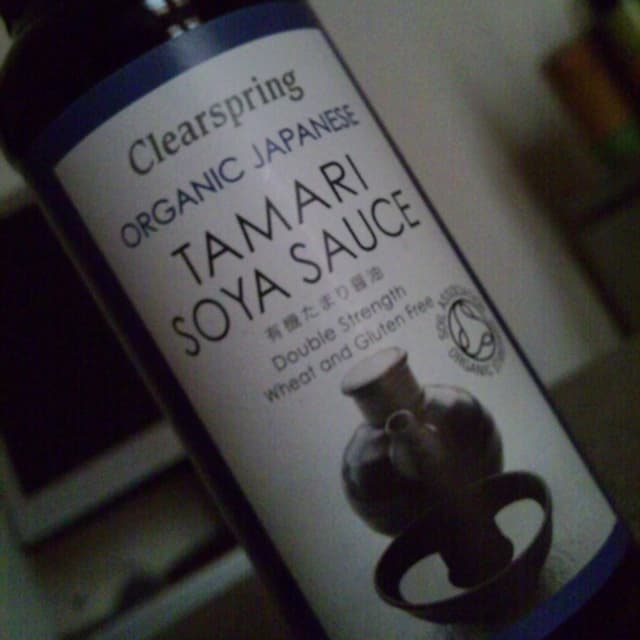 Clearspring
ORGANIC JAPANESE
TAMARI
SOYA SAUCE
有機たまり醤油
Double Strength
Wheat and Gluten Free
ORGANIC